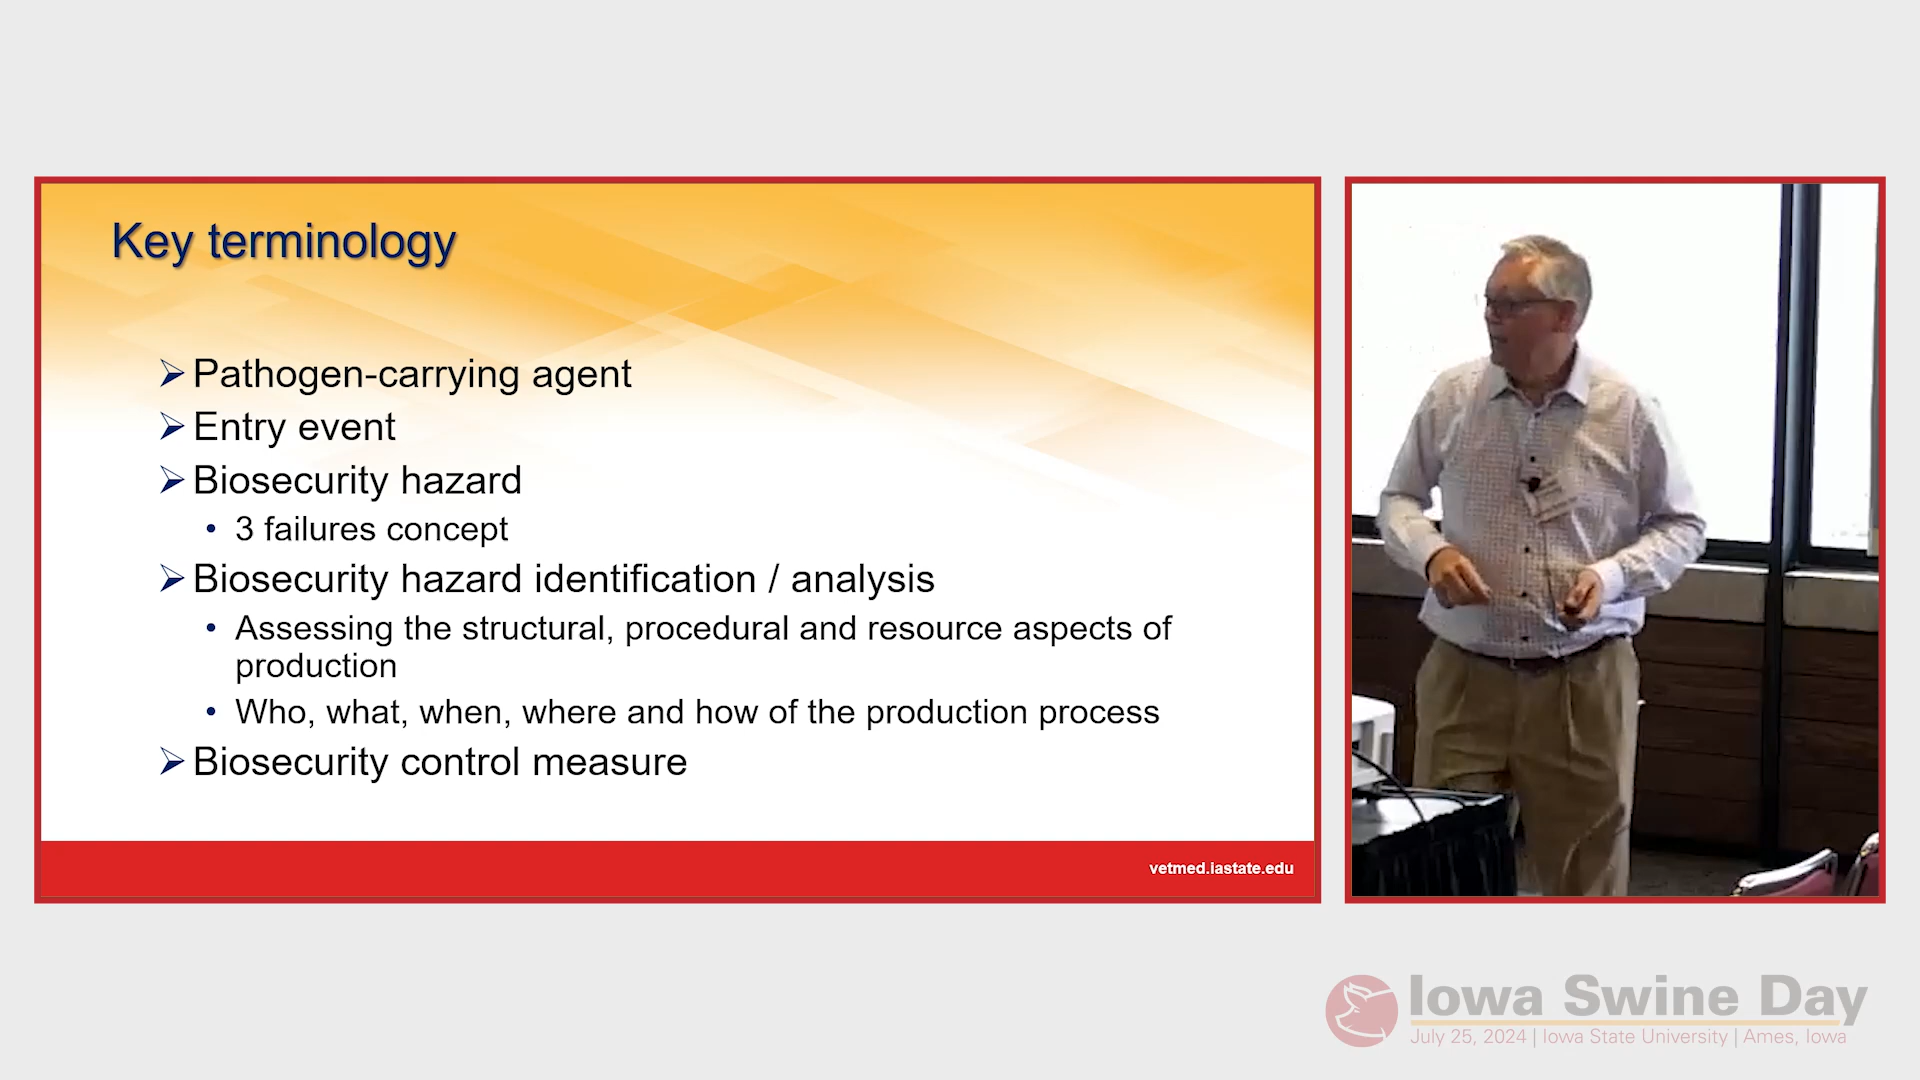 Key terminology
Pathogen-carrying agent
Entry event
Biosecurity hazard
3 failures concept
Biosecurity hazard identification / analysis
Assessing the structural, procedural and resource aspects of
production
Who, what, when, where and how of the production process
Biosecurity control measure
vetmed.iastate.edu
Iowa Swine Day
July 25, 2024 | Iowa State University | Ames, Iowa